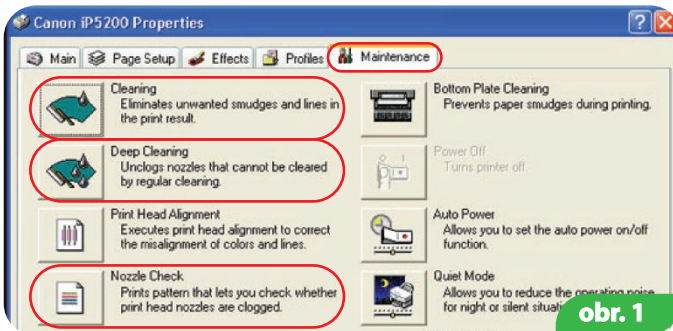 Canon iP5200 Properties
Main Page Setup Effects Profiles Maintenance
Cleaning
Eliminates unwanted smudges and lines in
the print result.
Deep Cleaning
Unclogs nozzles that cannot be cleared
by regular cleaning.
Print Head Alignment
Executes print head alignment to correct
the misalignment of colors and lines.
Nozzle Check
Prints pattern that lets you check whether
print head nozzles are clogged.
Bottom Plate Cleaning
Prevents paper smudges during printing.
Power Off
Turns printer off.
Auto Power
Allows you to set the auto power on/off
function.
Quiet Mode
Allows you to reduce the operating noise
for night or silent
obr. 1